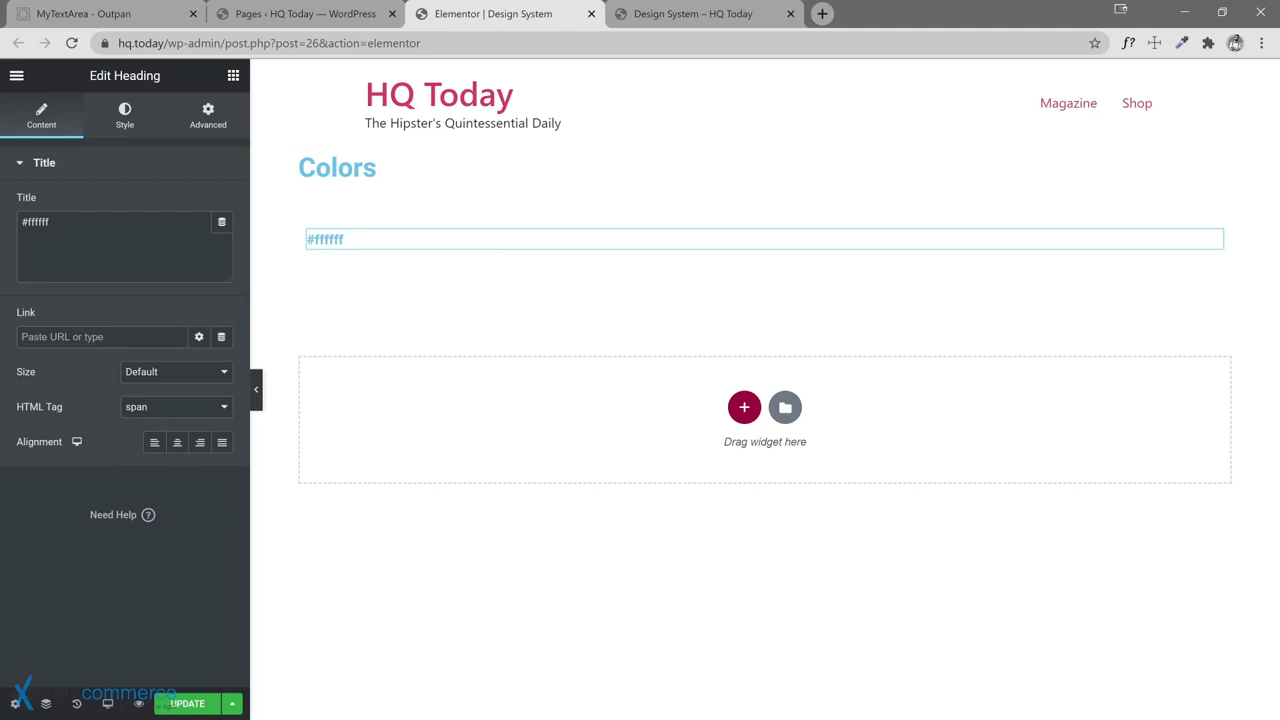 MyTextArea - Outpan
Pages ‹ HQ Today — WordPress
Elementor | Design System
Design System – HQ Today
hq.today/wp-admin/post.php?post=26&action=elementor
f?
Edit Heading
Content
Style
Advanced
Title
Title
#ffffff
Link
Paste URL or type
Size
Default
HTML Tag
span
Alignment
Need Help
commerce
UPDATE
HQ Today
The Hipster's Quintessential Daily
Magazine
Shop
Colors
#ffffff
Drag widget here